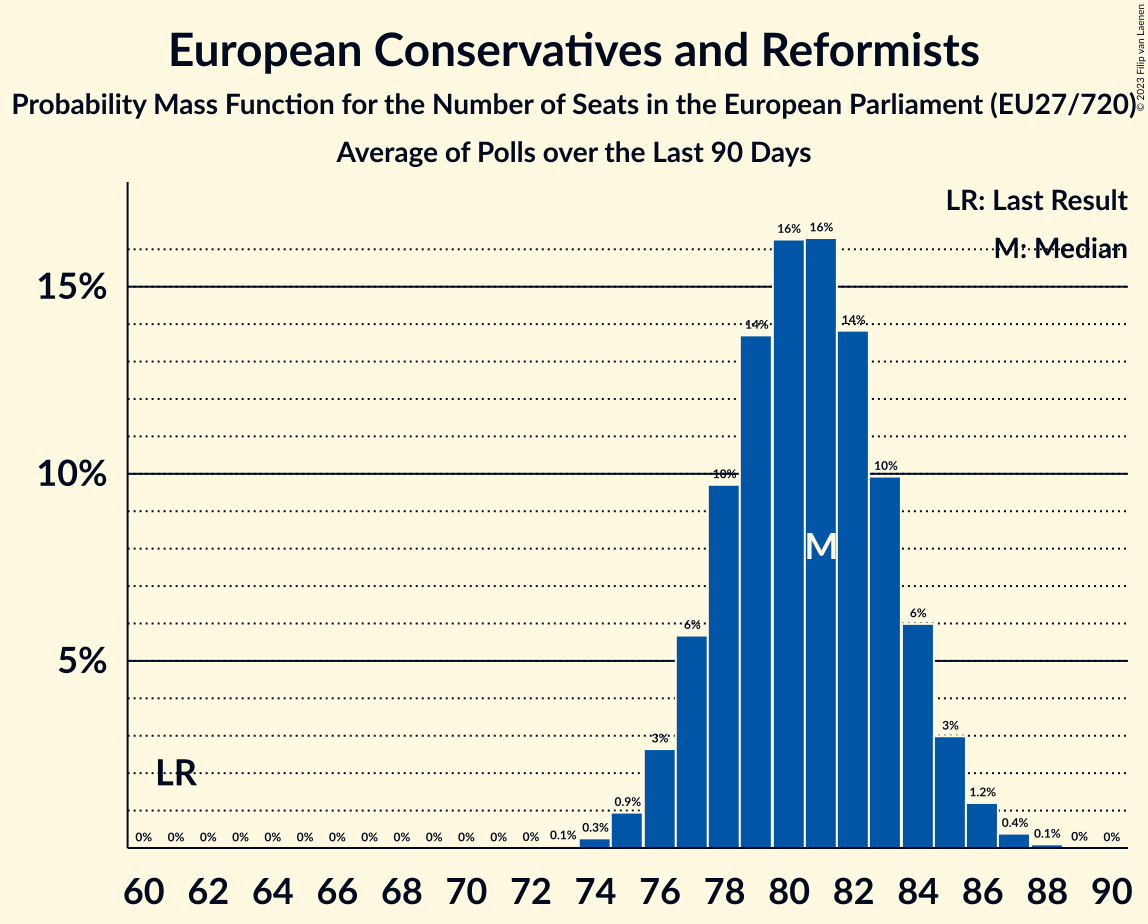 European Conservatives and Reformists
Probability Mass Function for the Number of Seats in the European Parliament (EU27/720)
Average of Polls over the Last 90 Days
© 2023 Filip van Laenen
LR: Last Result
M: Median
15%
10%
5%
0% 0% 0% 0% 0% 0% 0% 0% 0% 0% 0% 0% 0% 0.1% 0.3% 0.9% 3% 6% 10% 14% 16% 16% 14% 10% 6% 3% 1.2% 0.4% 0.1% 0% 0%
M
LR
60 62 64 66 68 70 72 74 76 78 80 82 84 86 88 90